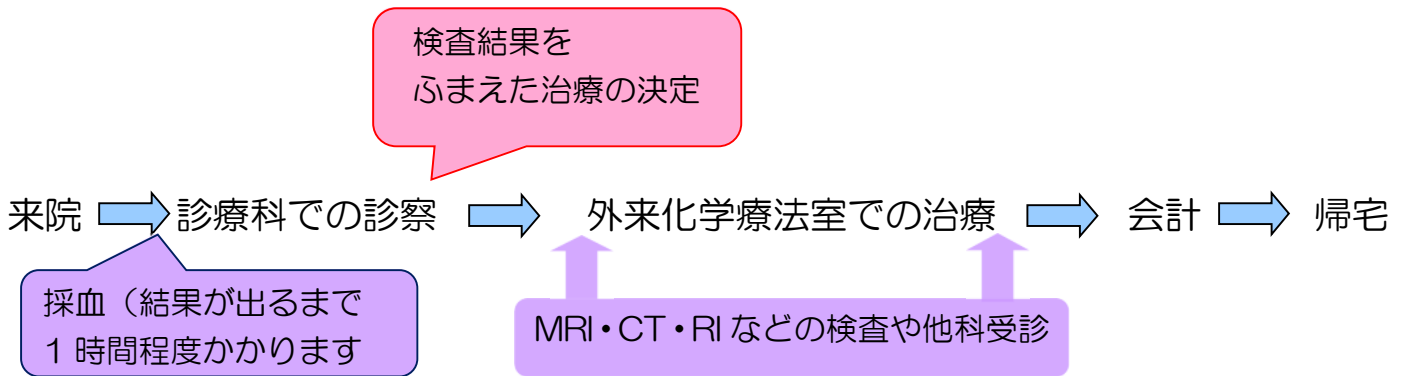 検査結果を
ふまえた治療の決定
来院 診療科での診察 外来化学療法室での治療 会計 帰宅
採血（結果が出るまで
1 時間程度かかります
MRI・CT・RI などの検査や他科受診